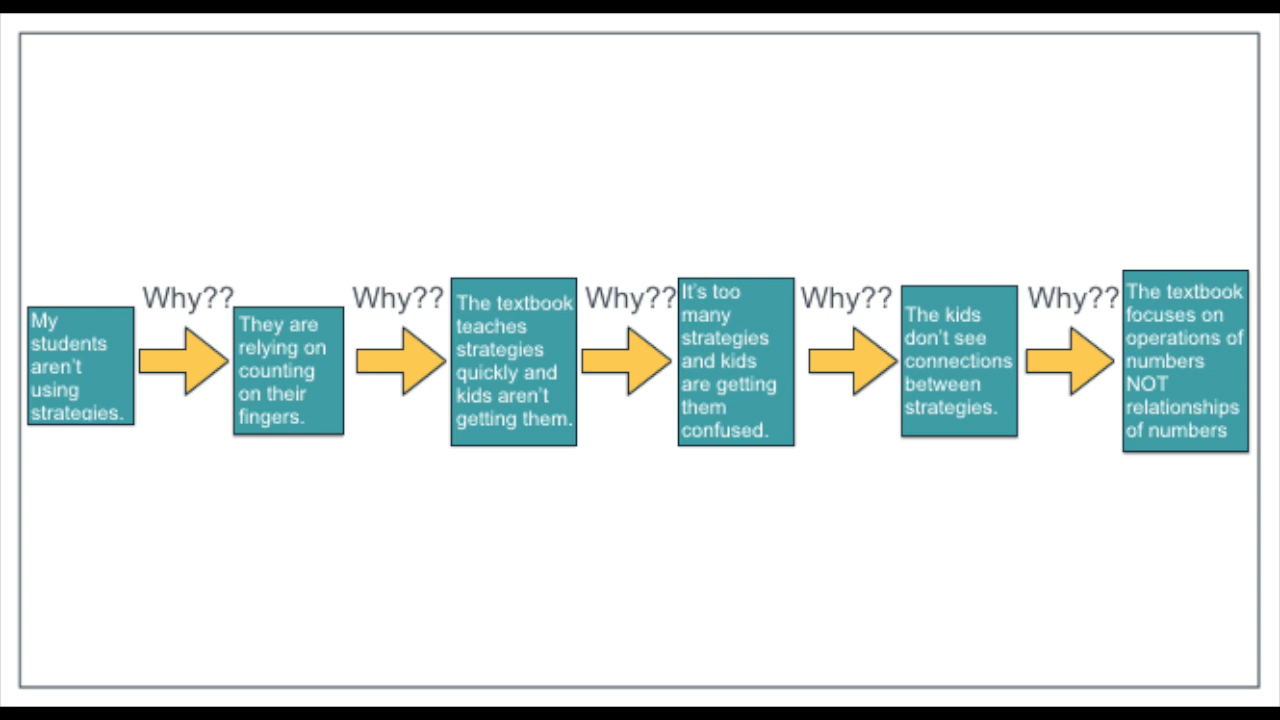 My
students
aren't
using
strategies.
Why??
They are
relying on
counting
on their
fingers.
Why??
The textbook
teaches
strategies
quickly and
kids aren't
getting them.
Why??
It's too
many
strategies
and kids
are getting
them
confused.
Why??
The kids
don't see
connections
between
strategies.
Why??
The textbook
focuses on
operations of
numbers
NOT
relationships
of numbers